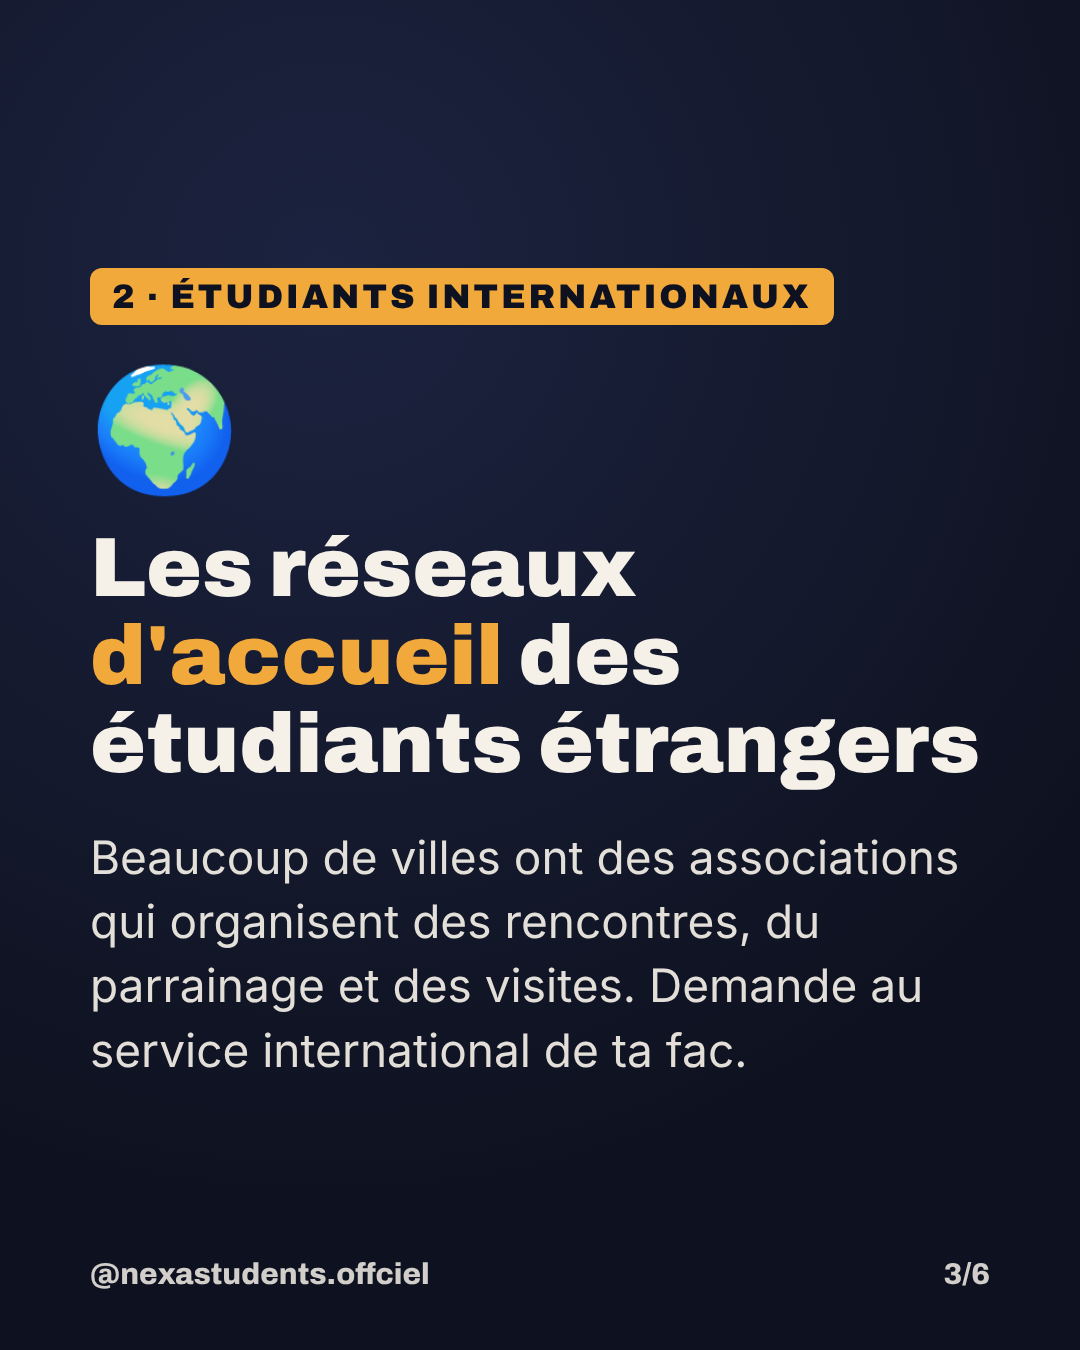 2 · ÉTUDIANTS INTERNATIONAUX
Les réseaux
d'accueil des
étudiants étrangers
Beaucoup de villes ont des associations
qui organisent des rencontres, du
parrainage et des visites. Demande au
service international de ta fac.
@nexastudents.offciel
3/6